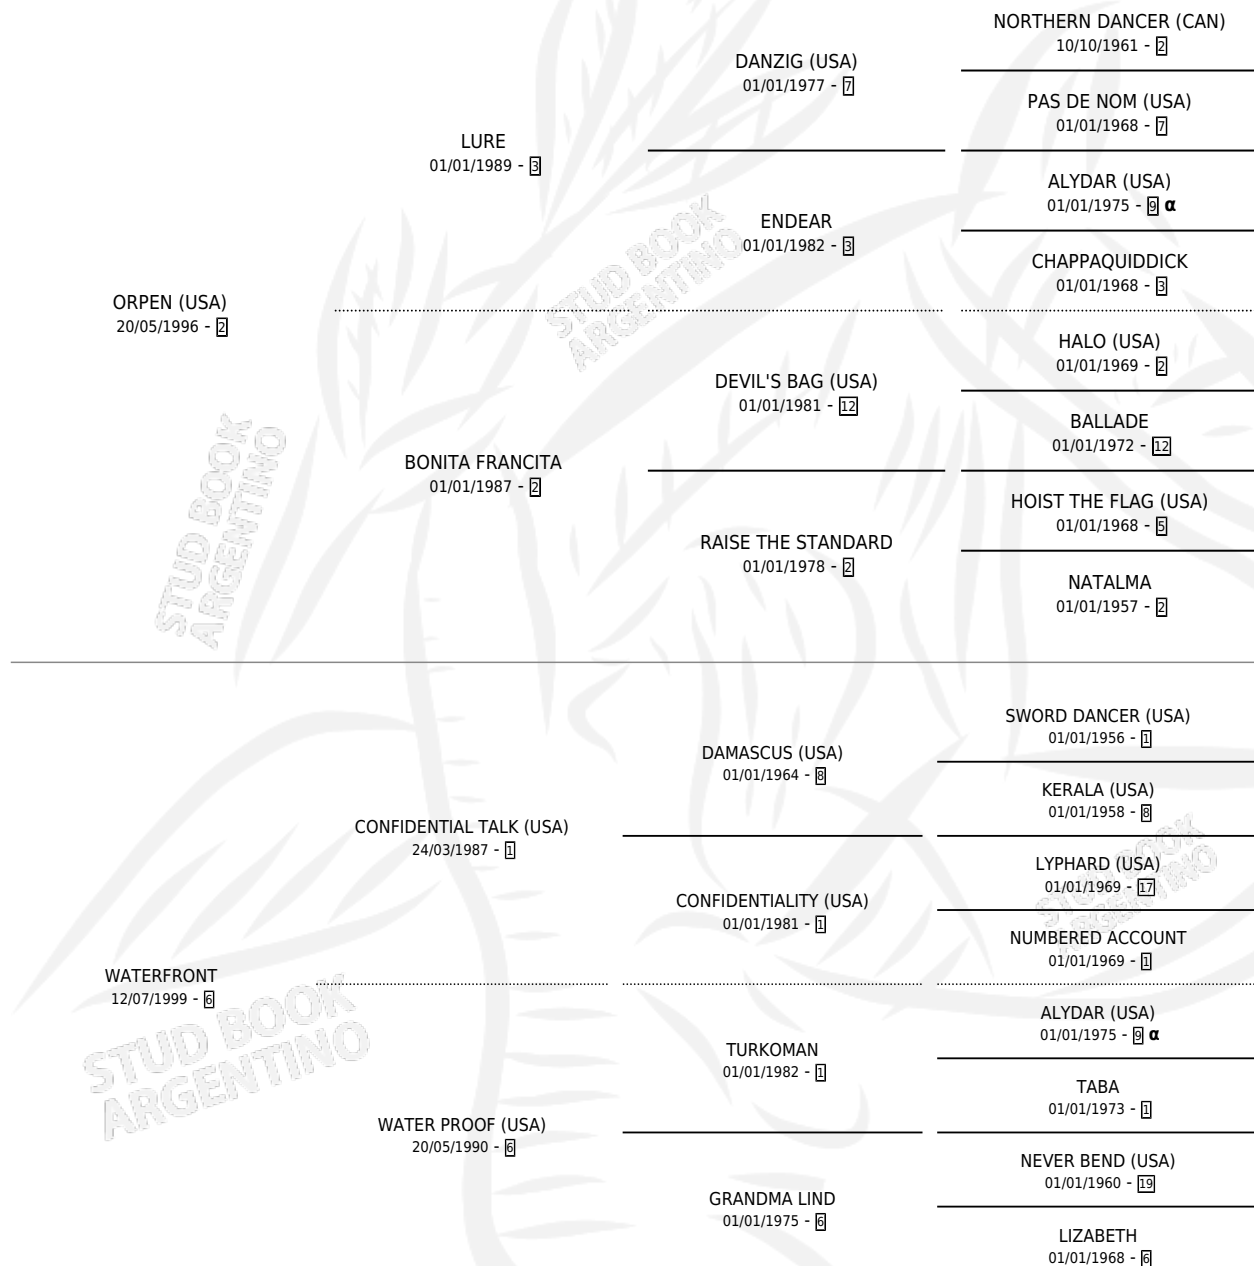 NORTHERN DANCER (CAN)
10/10/1961 - 2
DANZIG (USA)
01/01/1977 - 7
PAS DE NOM (USA)
01/01/1968 - 7
LURE
01/01/1989 - 3
ALYDAR (USA)
01/01/1975 - 9 α
ENDEAR
01/01/1982 - 3
CHAPPAQUIDDICK
01/01/1968 - 3
ORPEN (USA)
20/05/1996 - 2
HALO (USA)
01/01/1969 - 2
DEVIL'S BAG (USA)
01/01/1981 - 12
BALLADE
01/01/1972 - 12
BONITA FRANCITA
01/01/1987 - 2
HOIST THE FLAG (USA)
01/01/1968 - 5
RAISE THE STANDARD
01/01/1978 - 2
NATALMA
01/01/1957 - 2
SWORD DANCER (USA)
01/01/1956 - 1
DAMASCUS (USA)
01/01/1964 - 8
KERALA (USA)
01/01/1958 - 8
CONFIDENTIAL TALK (USA)
24/03/1987 - 1
LYPHARD (USA)
01/01/1969 - 17
CONFIDENTIALITY (USA)
01/01/1981 - 1
NUMBERED ACCOUNT
01/01/1969 - 1
WATERFRONT
12/07/1999 - 6
ALYDAR (USA)
01/01/1975 - 9 α
TURKOMAN
01/01/1982 - 1
TABA
01/01/1973 - 1
WATER PROOF (USA)
20/05/1990 - 6
NEVER BEND (USA)
01/01/1960 - 19
GRANDMA LIND
01/01/1975 - 6
LIZABETH
01/01/1968 - 6
STUD BOOK
ARGENTINO
STUD BOOK
ARGENTINO
STUD BOOK
ARGENTINO
STUD BOOK
ARGENTINO